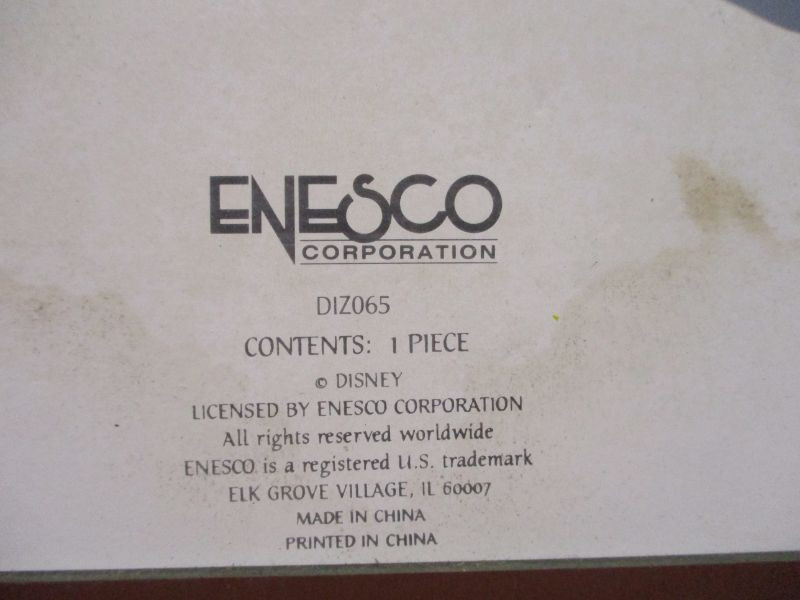 ENESCO
CORPORATION
DIZ065
CONTENTS: 1 PIECE
© DISNEY
LICENSED BY ENESCO CORPORATION
All rights reserved worldwide
ENESCO is a registered U.S. trademark
ELK GROVE VILLAGE, IL 60007
MADE IN CHINA
PRINTED IN CHINA